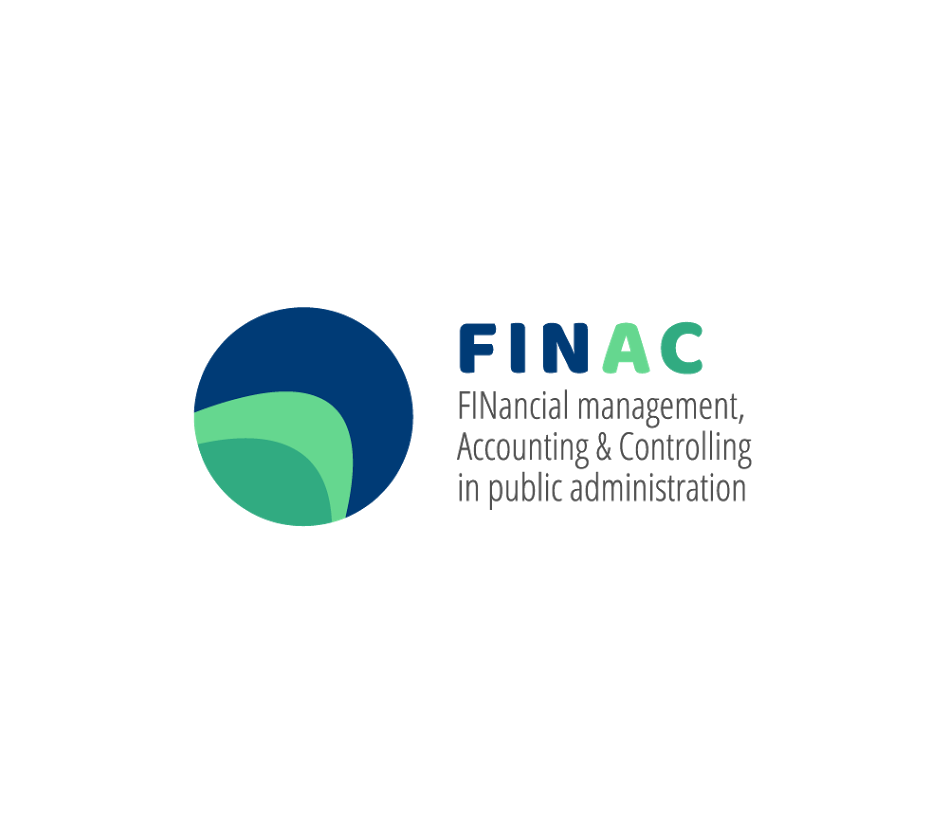 FINAC
FINancial management,
Accounting & Controlling
in public administration